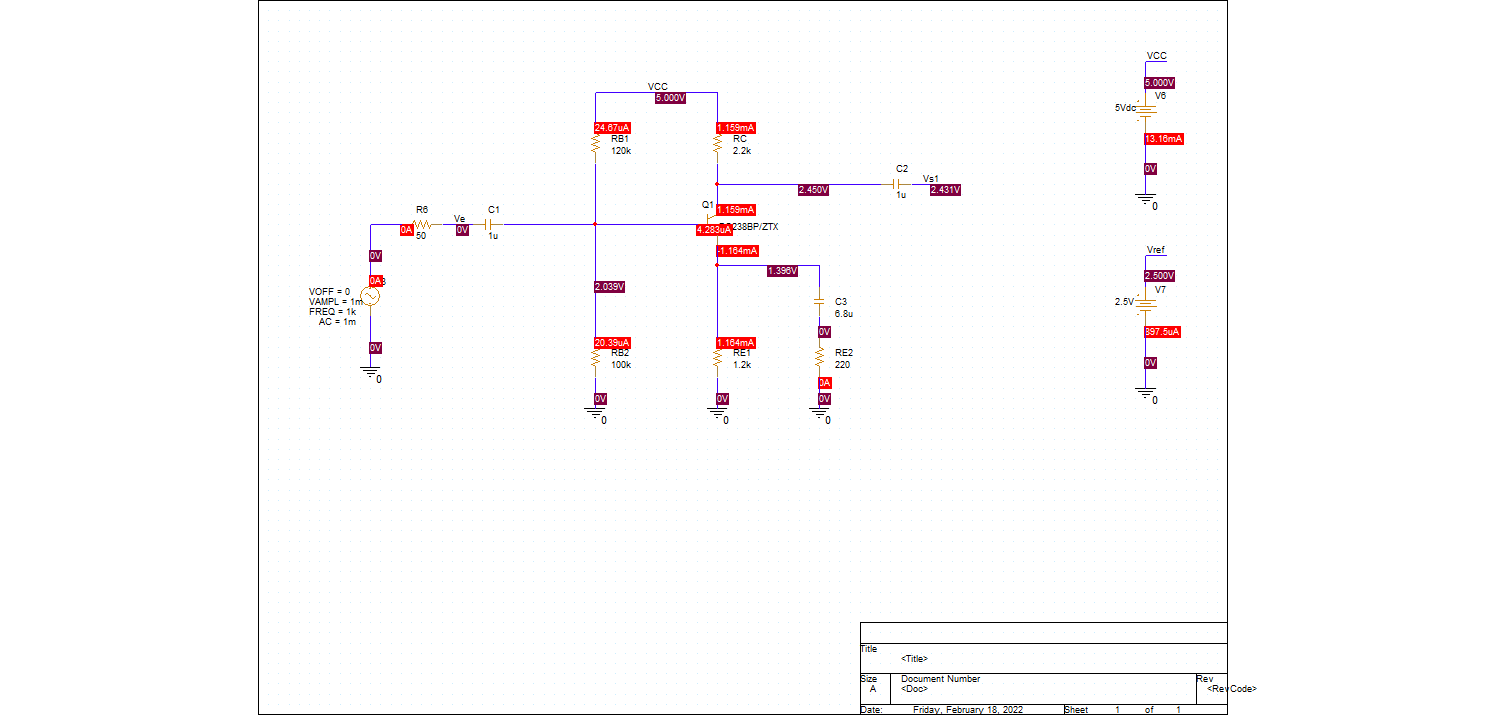 VCC
5.000V
V6
5Vdc
13.16mA
0V
0
VCC
5.000V
24.67uA
RB1
120k
1.159mA
RC
2.2k
C2
1u
Vs1
2.450V
2.431V
R6
0A
50
Ve
0V
C1
1u
Q1
1.159mA
4.283uA
238BP/ZTX
-1.164mA
1.396V
0V
0A
VOFF = 0
VAMPL = 1m
FREQ = 1k
AC = 1m
0V
0
2.039V
C3
6.8u
0V
20.39uA
RB2
100k
0V
0
1.164mA
RE1
1.2k
0V
0
RE2
220
0A
0V
0
Vref
2.500V
V7
2.5V
897.5uA
0V
0
Title
<Title>
Size
A
Document Number
<Doc>
Rev
<RevCode>
Date: Friday, February 18, 2022 Sheet 1 of 1